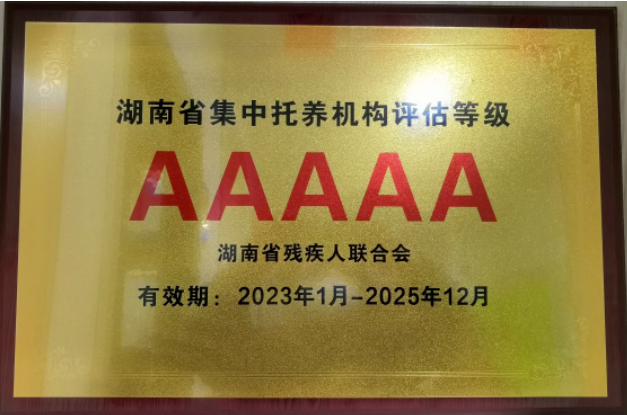 湖南省集中托养机构评估等级
AAAAA
湖南省残疾人联合会
有效期：2023年1月-2025年12月